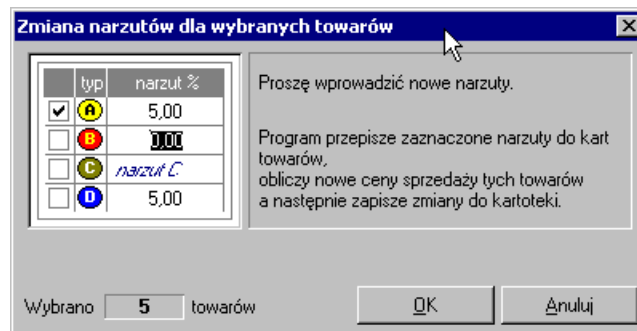 Zmiana narzutów dla wybranych towarów
typ narzut %
A 5,00
B 0,00
C narzut C
D 5,00
Proszę wprowadzić nowe narzuty.
Program przepisze zaznaczone narzuty do kart
towarów,
obliczy nowe ceny sprzedaży tych towarów
a następnie zapisze zmiany do kartoteki.
Wybrano 5 towarów
OK
Anuluj